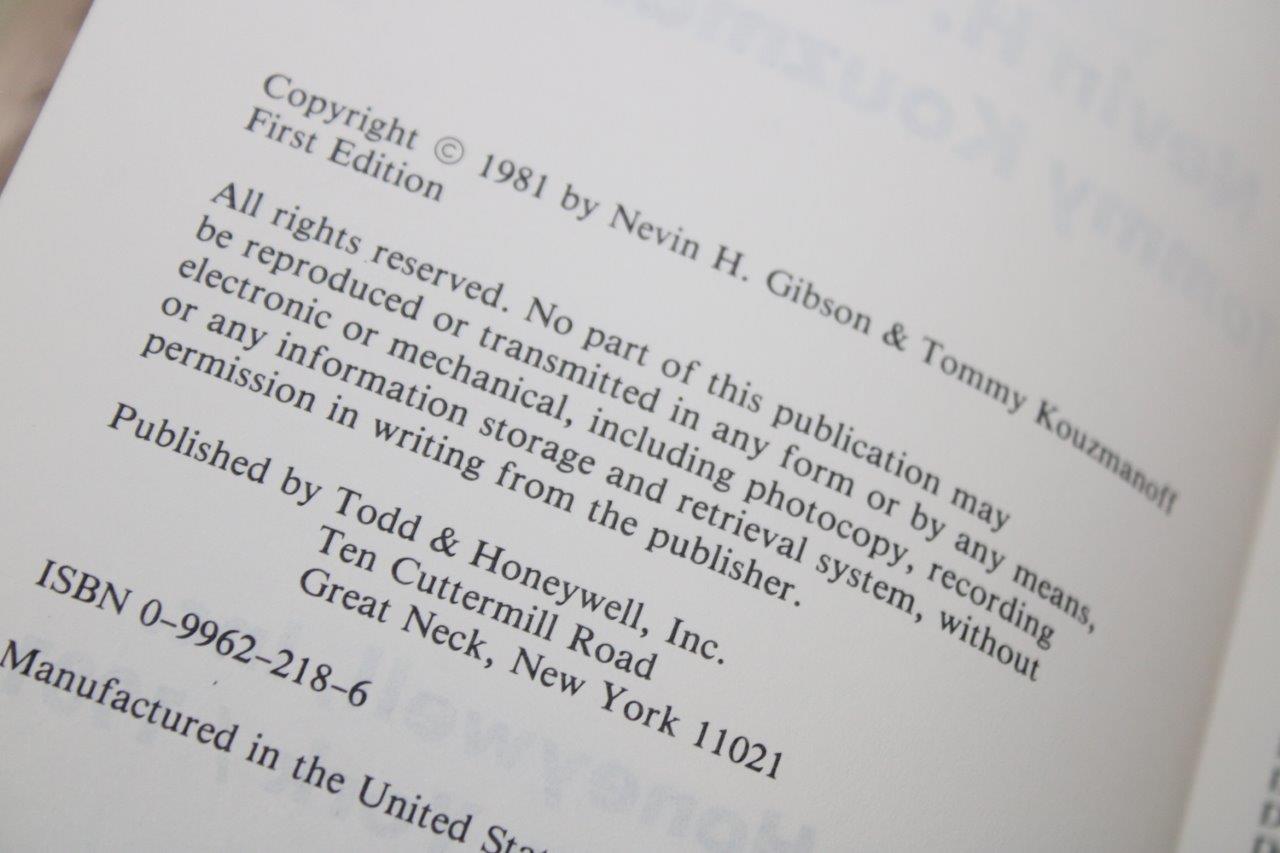 Copyright © 1981 by Nevin H. Gibson & Tommy Kouzmanoff
First Edition
All rights reserved. No part of this publication may
be reproduced or transmitted in any form or by any means,
electronic or mechanical, including photocopy, recording
or any information storage and retrieval system, without
permission in writing from the publisher.
Published by Todd & Honeywell, Inc.
Ten Cuttermill Road
Great Neck, New York 11021
ISBN 0-9962-218-6
Manufactured in the United